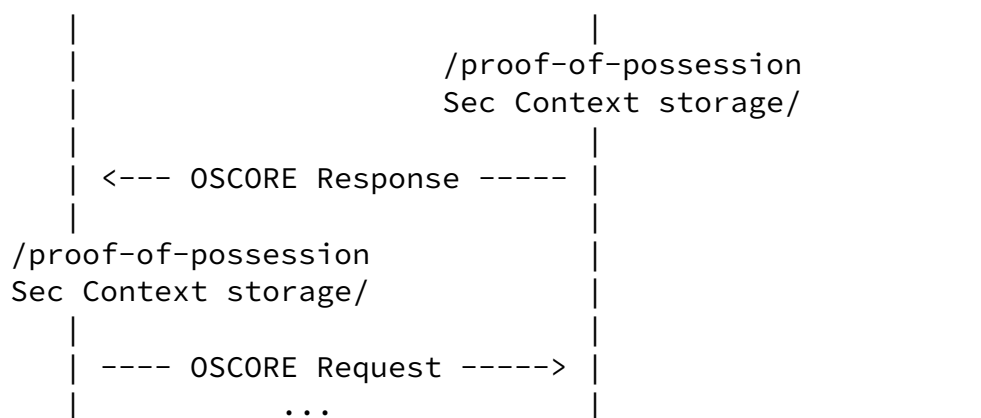 |                              |
|                     /proof-of-possession
|                     Sec Context storage/
|                              |
| <--- OSCORE Response ----- |
|                              |
/proof-of-possession           |
Sec Context storage/           |
|                              |
| ---- OSCORE Request -----> |
|            ...               |